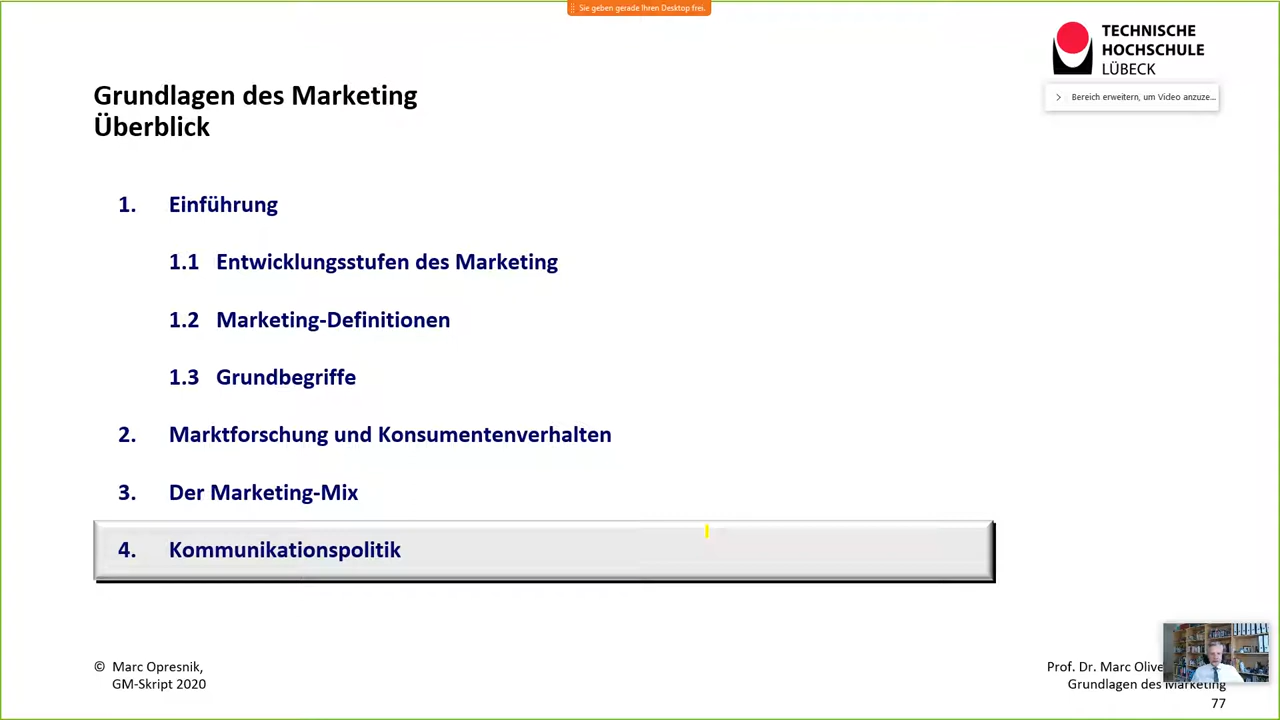 Sie geben gerade Ihren Desktop frei.
TECHNISCHE
HOCHSCHULE
LÜBECK
Bereich erweitern, um Video anzuze...
Grundlagen des Marketing
Überblick
1. Einführung
1.1 Entwicklungsstufen des Marketing
1.2 Marketing-Definitionen
1.3 Grundbegriffe
2. Marktforschung und Konsumentenverhalten
3. Der Marketing-Mix
4. Kommunikationspolitik
© Marc Opresnik,
GM-Skript 2020
Prof. Dr. Marc
Grundlagen des Marketing
77